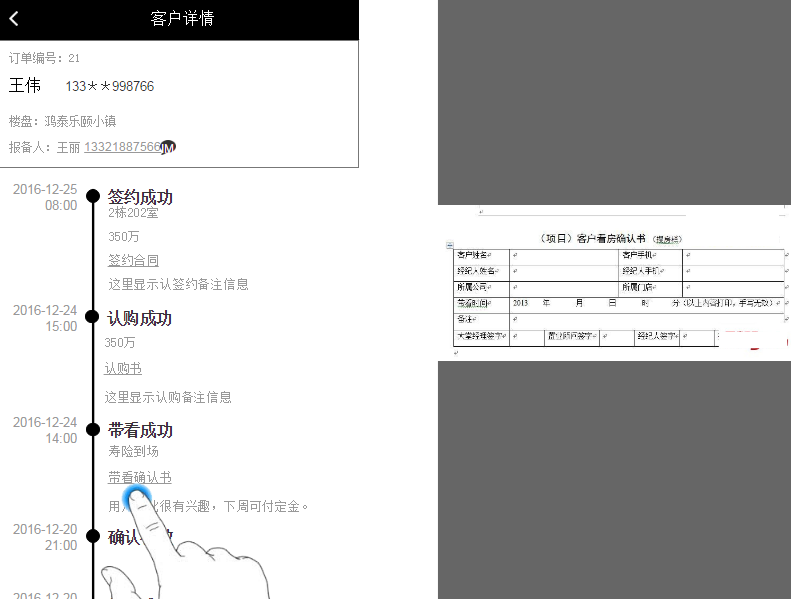 客户详情
订单编号：21
王伟 133＊＊998766
楼盘：鸿泰乐颐小镇
报备人：王丽 13321887566 JM
2016-12-25 签约成功
08:00 2栋202室
350万
签约合同
这里显示认签约备注信息
2016-12-24 认购成功
15:00
350万
认购书
这里显示认购备注信息
2016-12-24 带看成功
14:00 寿险到场
带看确认书
很有兴趣，下周可付定金。
2016-12-20 确认
21:00
2016-12-20
（项目）客户看房确认书（提房栏）
客户姓名 客户手机
经纪人姓名 经纪人手机
所属公司 所属门店
带看时间 2013 年 月 日 时 分（以上内容打印，手写无效）
备注
大堂经理签字 置业顾问签字 经纪人签字